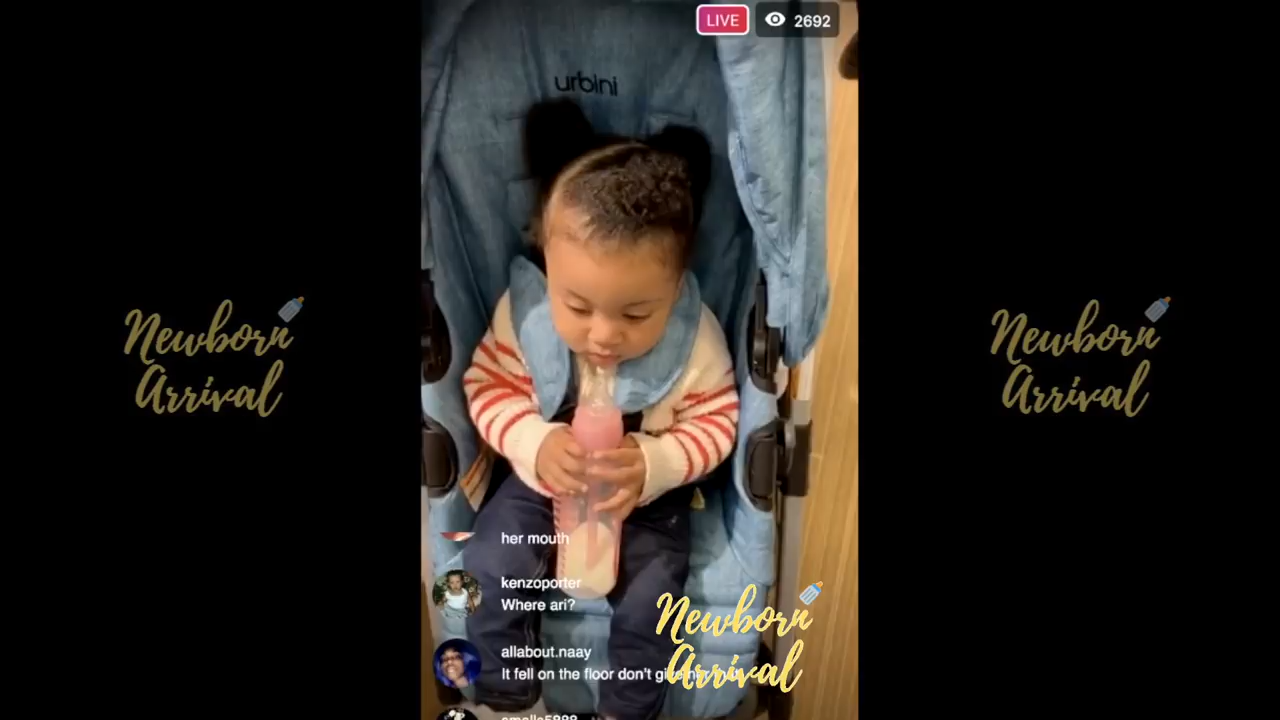 LIVE
2692
urbini
Newborn
Arrival
Newborn
Arrival
her mouth
kenzoporter
Where ari?
allabout.naay
It fell on the floor don't
Newborn
Arrival